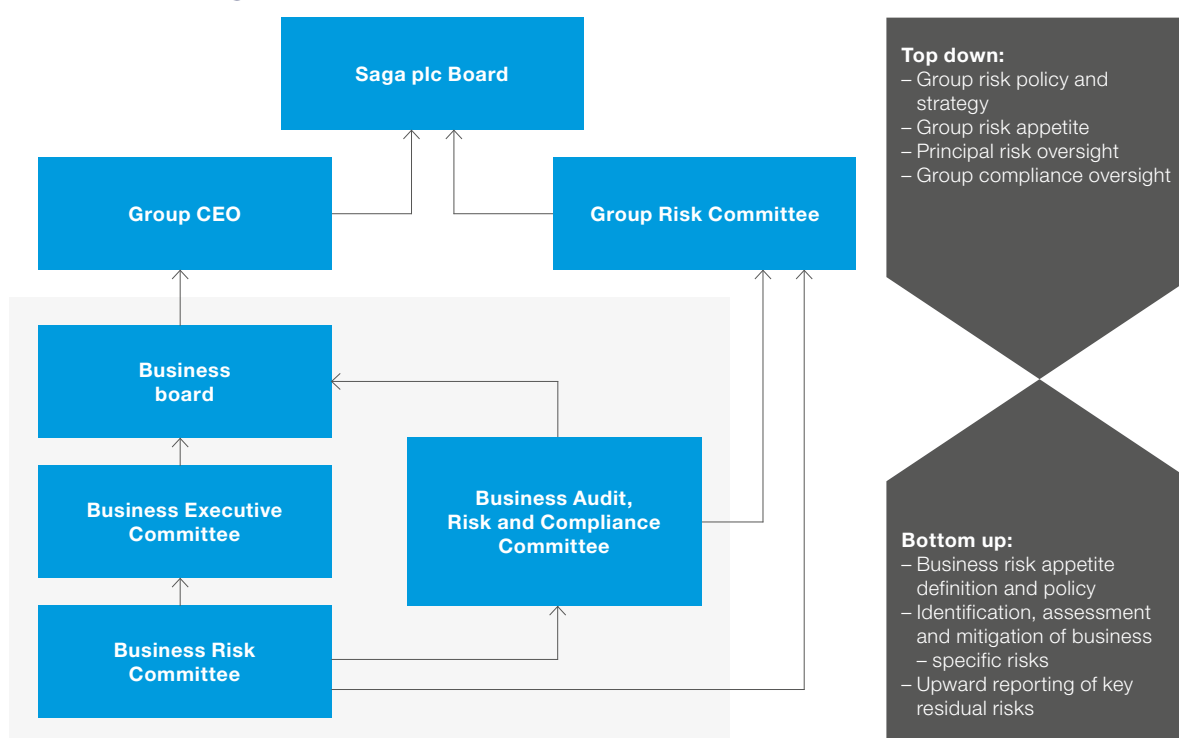 Saga plc Board
Group CEO
Group Risk Committee
Business
board
Business Executive
Committee
Business Audit,
Risk and Compliance
Committee
Business Risk
Committee
Top down:
– Group risk policy and
strategy
– Group risk appetite
– Principal risk oversight
– Group compliance oversight
Bottom up:
– Business risk appetite
definition and policy
– Identification, assessment
and mitigation of business
– specific risks
– Upward reporting of key
residual risks